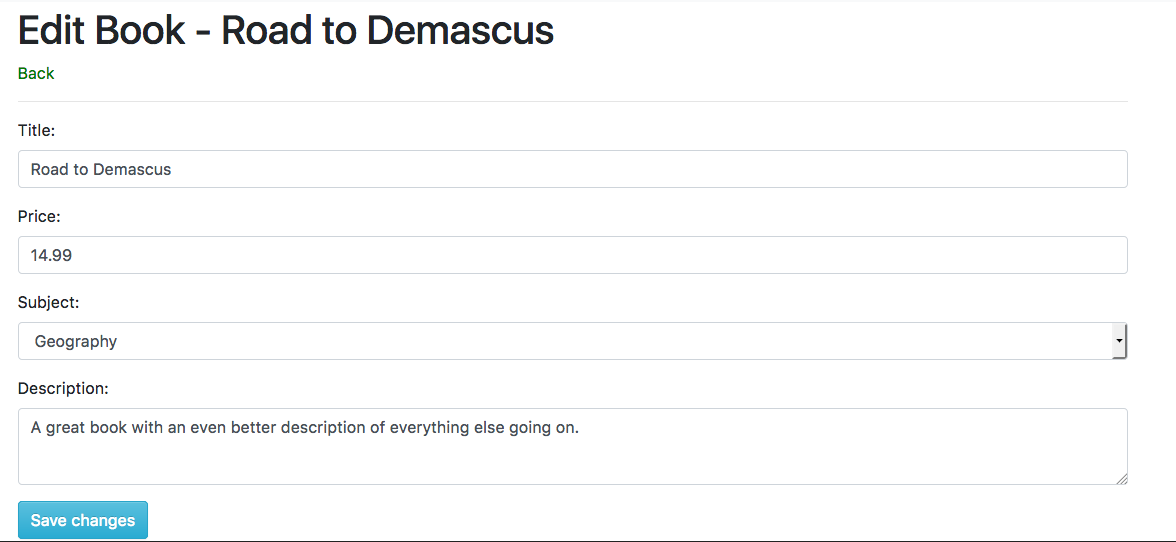 Edit Book - Road to Demascus
Back
Title:
Road to Demascus
Price:
14.99
Subject:
Geography
Description:
A great book with an even better description of everything else going on.
Save changes